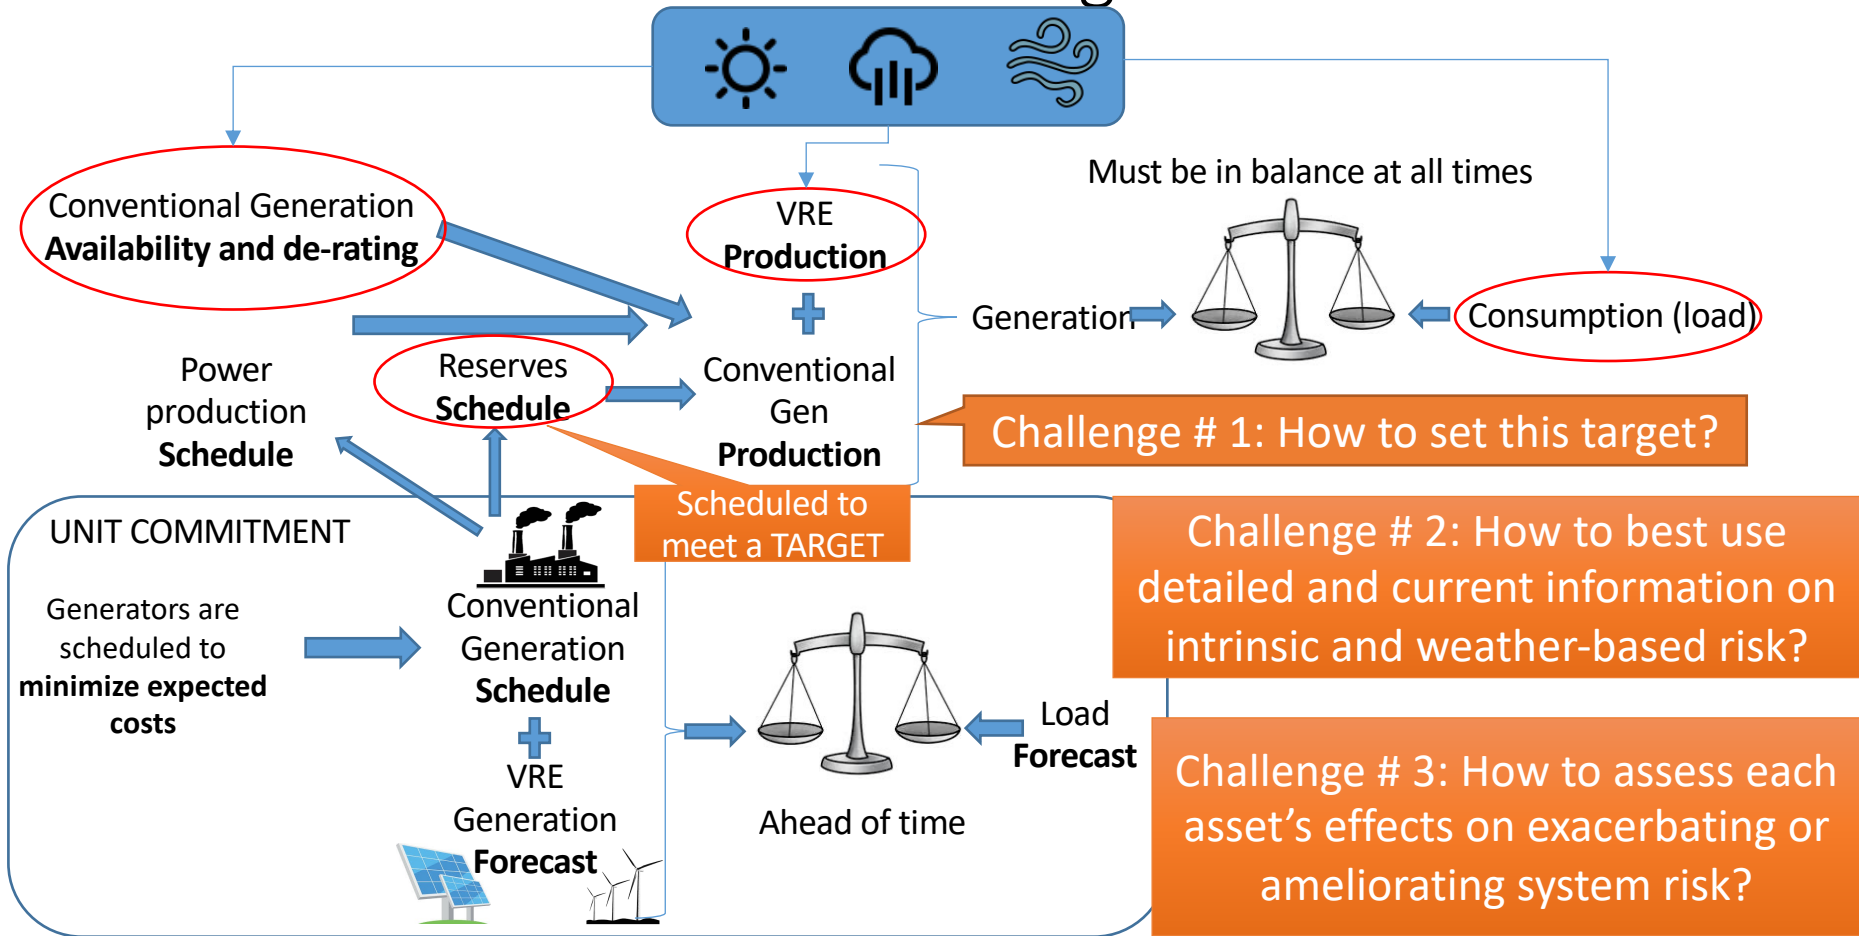 Conventional Generation
Availability and de-rating
VRE
Production
Must be in balance at all times
Generation
Consumption (load)
Power
production
Schedule
Reserves
Schedule
Conventional
Gen
Production
Challenge # 1: How to set this target?
Scheduled to
meet a TARGET
UNIT COMMITMENT
Generators are
scheduled to
minimize expected
costs
Conventional
Generation
Schedule
VRE
Generation
Forecast
Load
Forecast
Ahead of time
Challenge # 2: How to best use
detailed and current information on
intrinsic and weather-based risk?
Challenge # 3: How to assess each
asset's effects on exacerbating or
ameliorating system risk?